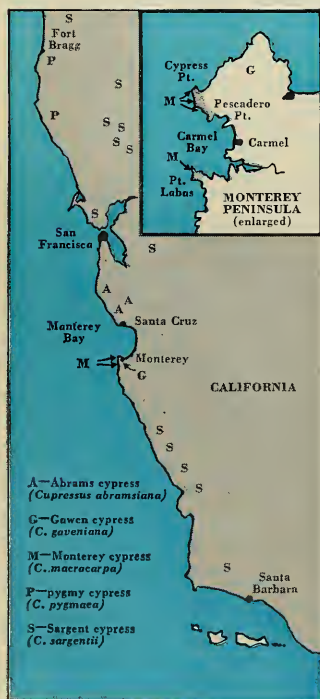 S
Fort
Bragg
P
S
P
S
S
S
S
S
S
San
Francisco
S
A
A
A
Santa Cruz
Monterey
Bay
M
Monterey
G
CALIFORNIA
S
S
S
S
S
Santa
Barbara
Cypress
Pt.
G
M
Pescadero
Pt.
Carmel
Bay
Carmel
M
Pt.
Lobos
MONTEREY
PENINSULA
(enlarged)
A—Abrams cypress
(Cupressus abramsiana)
G—Gowen cypress
(C. goveniana)
M—Monterey cypress
(C. macrocarpa)
P—pygmy cypress
(C. pygmaea)
S—Sargent cypress
(C. sargentii)